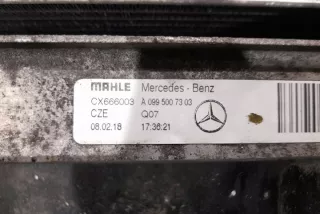 MAHLE Mercedes - Benz
CX666003 A 099 500 73 03
CZE Q07
08.02.18 17:36:21